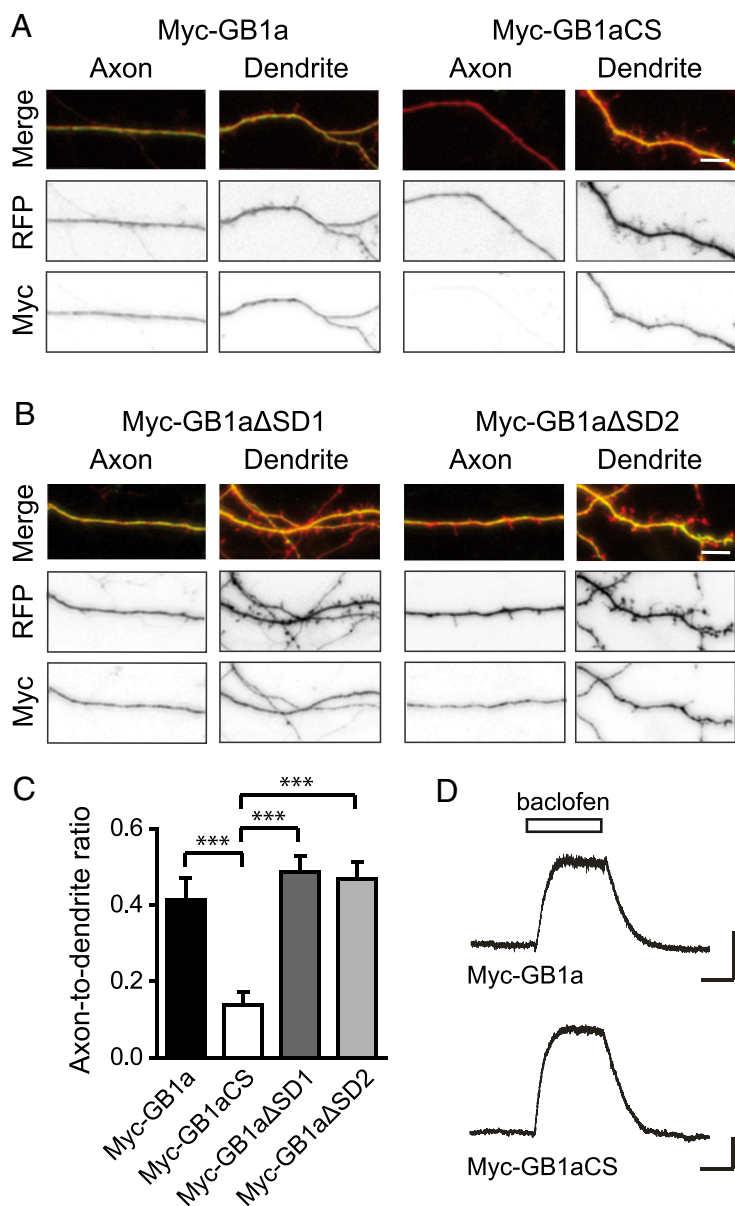 A
Myc-GB1a Myc-GB1aCS
Axon Dendrite Axon Dendrite
Merge
RFP
Myc
B
Myc-GB1aΔSD1 Myc-GB1aΔSD2
Axon Dendrite Axon Dendrite
Merge
RFP
Myc
C
Axon-to-dendrite ratio
0.6
0.4
0.2
0.0
***
***
***
Myc-GB1a
Myc-GB1aCS
Myc-GB1aΔSD1
Myc-GB1aΔSD2
D
baclofen
Myc-GB1a
Myc-GB1aCS